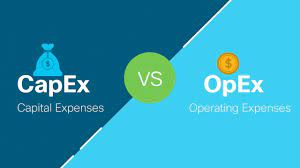 CapEx
Capital Expenses
VS
OpEx
Operating Expenses